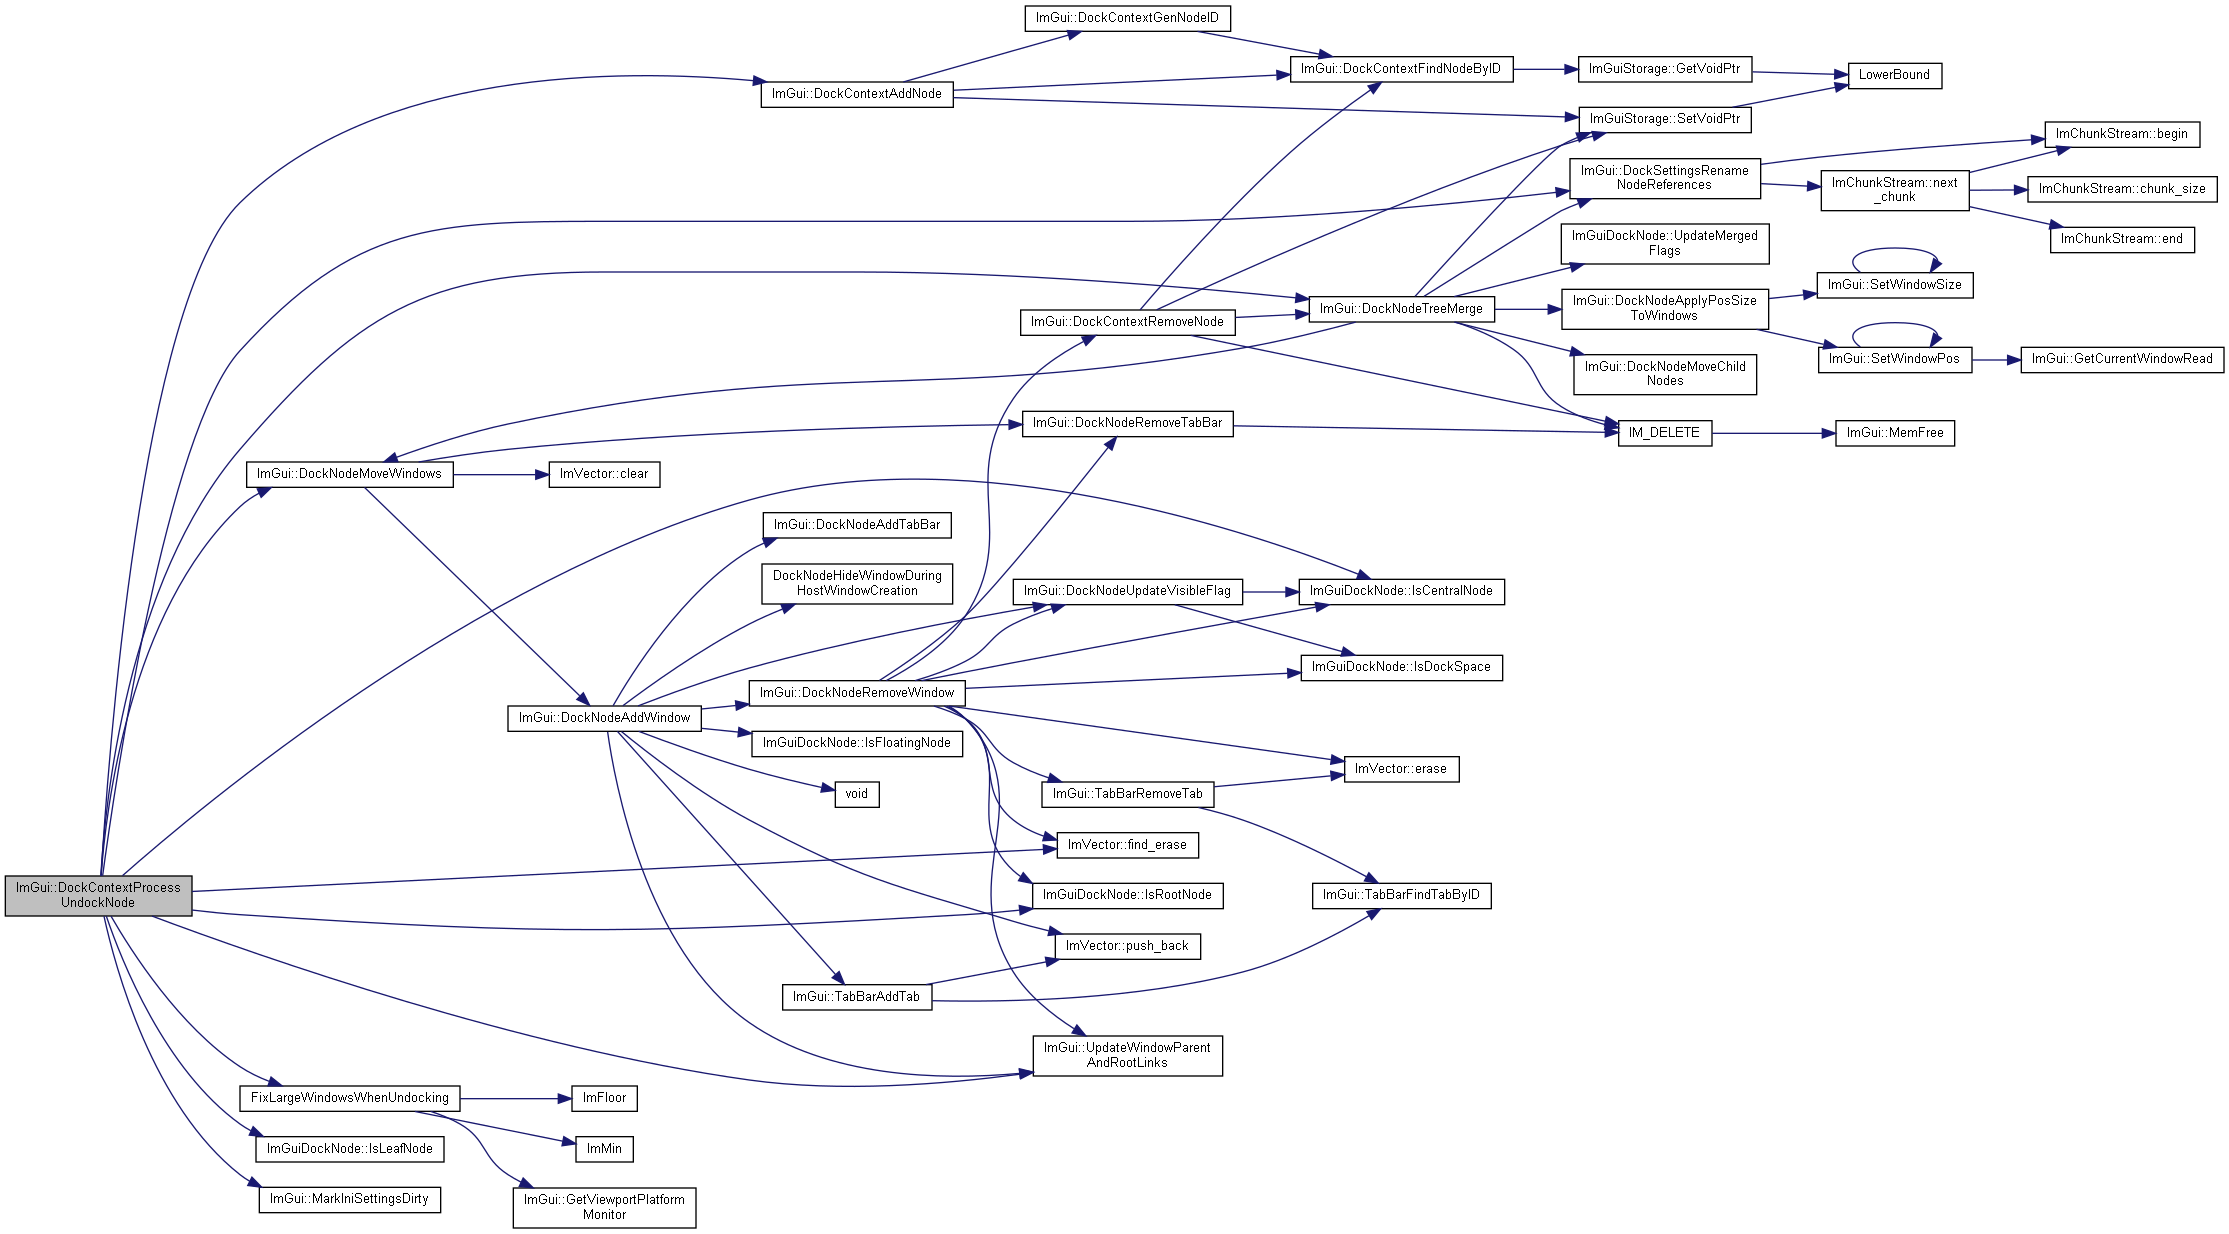 ImGui::DockContextGenNodeID
ImGui::DockContextFindNodeByID
ImGuiStorage::GetVoidPtr
LowerBound
ImGui::DockContextAddNode
ImGuiStorage::SetVoidPtr
ImChunkStream::begin
ImGui::DockSettingsRename
NodeReferences
ImChunkStream::next
_chunk
ImChunkStream::chunk_size
ImChunkStream::end
ImGuiDockNode::UpdateMerged
Flags
ImGui::SetWindowSize
ImGui::DockNodeApplyPosSize
ToWindows
ImGui::DockContextRemoveNode
ImGui::DockNodeTreeMerge
ImGui::SetWindowPos
ImGui::GetCurrentWindowRead
ImGui::DockNodeMoveChild
Nodes
ImGui::DockNodeRemoveTabBar
IM_DELETE
ImGui::MemFree
ImGui::DockNodeMoveWindows
ImVector::clear
ImGui::DockNodeAddTabBar
DockNodeHideWindowDuring
HostWindowCreation
ImGui::DockNodeUpdateVisibleFlag
ImGuiDockNode::IsCentralNode
ImGuiDockNode::IsDockSpace
ImGui::DockNodeRemoveWindow
ImGui::DockNodeAddWindow
ImGuiDockNode::IsFloatingNode
void
ImVector::erase
ImGui::TabBarRemoveTab
ImVector::find_erase
ImGui::DockContextProcess
UndockNode
ImGuiDockNode::IsRootNode
ImGui::TabBarFindTabByID
ImVector::push_back
ImGui::TabBarAddTab
ImGui::UpdateWindowParent
AndRootLinks
FixLargeWindowsWhenUndocking
ImFloor
ImGuiDockNode::IsLeafNode
ImMin
ImGui::MarkIniSettingsDirty
ImGui::GetViewportPlatform
Monitor